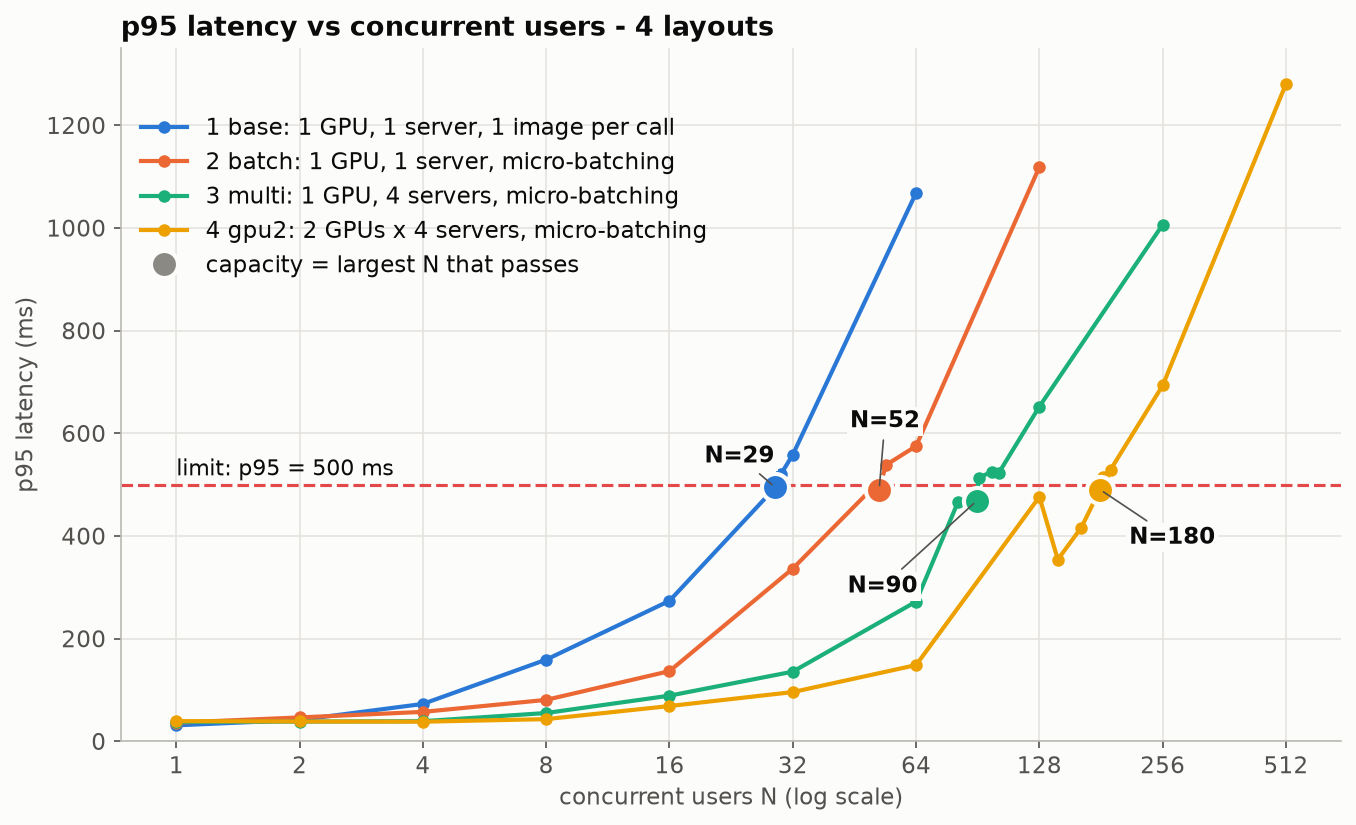 p95 latency vs concurrent users - 4 layouts
1200
1000
800
600
400
200
0
p95 latency (ms)
1 base: 1 GPU, 1 server, 1 image per call
2 batch: 1 GPU, 1 server, micro-batching
3 multi: 1 GPU, 4 servers, micro-batching
4 gpu2: 2 GPUs x 4 servers, micro-batching
capacity = largest N that passes
limit: p95 = 500 ms
N=29
N=52
N=90
N=180
1 2 4 8 16 32 64 128 256 512
concurrent users N (log scale)